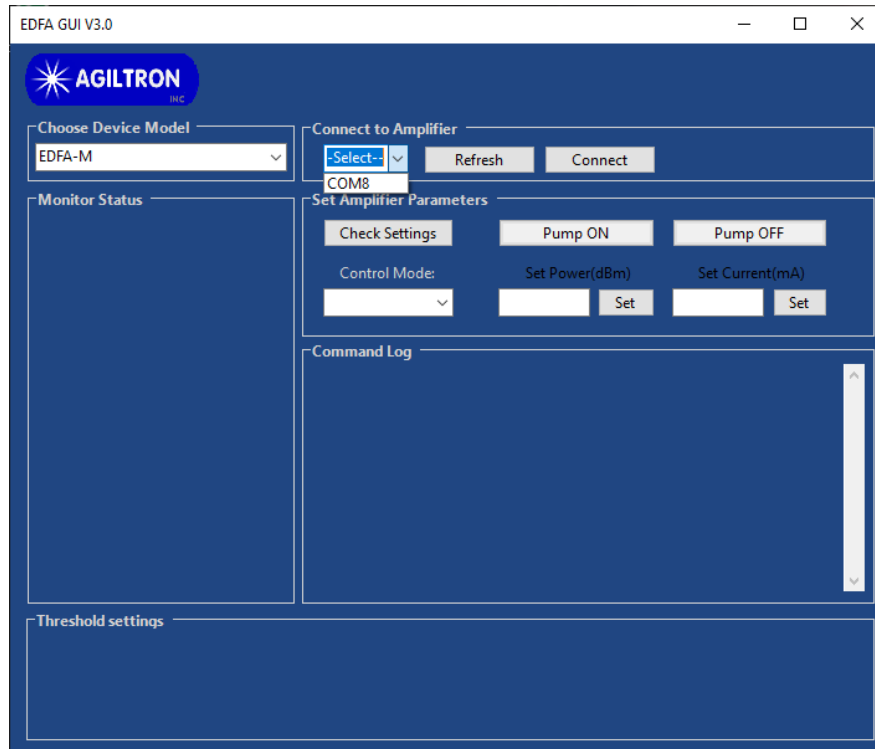 EDFA GUI V3.0
AGILTRON
INC
Choose Device Model
EDFA-M
Connect to Amplifier
-Select--
Refresh
Connect
COM8
Monitor Status
Set Amplifier Parameters
Check Settings
Pump ON
Pump OFF
Control Mode:
Set Power(dBm)
Set Current(mA)
Set
Set
Command Log
Threshold settings